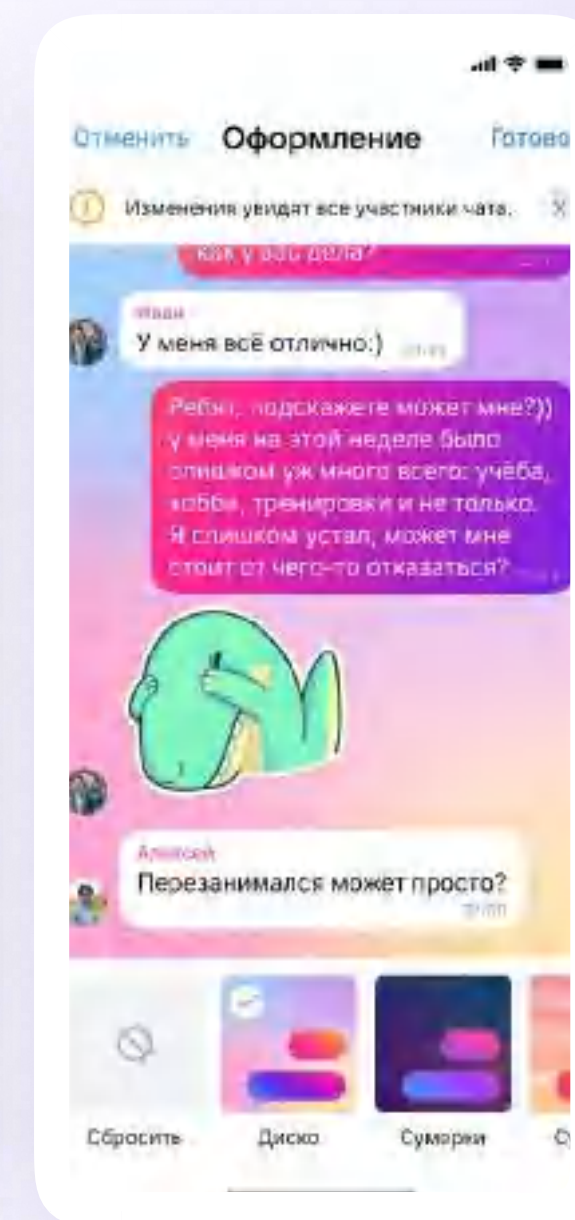 Отменить Оформление Готово
Изменения увидят все участники чата.
как у вас дела?
У меня всё отлично:)
Ребят, подскажете может мне?))
у меня на этой неделе было
слишком уж много всего: учёба,
хобби, тренировки и не только.
Я слишком устал, может мне
стоит от чего-то отказаться?
Алексей
Перезанимался может просто?
Сбросить Диско Сумерки